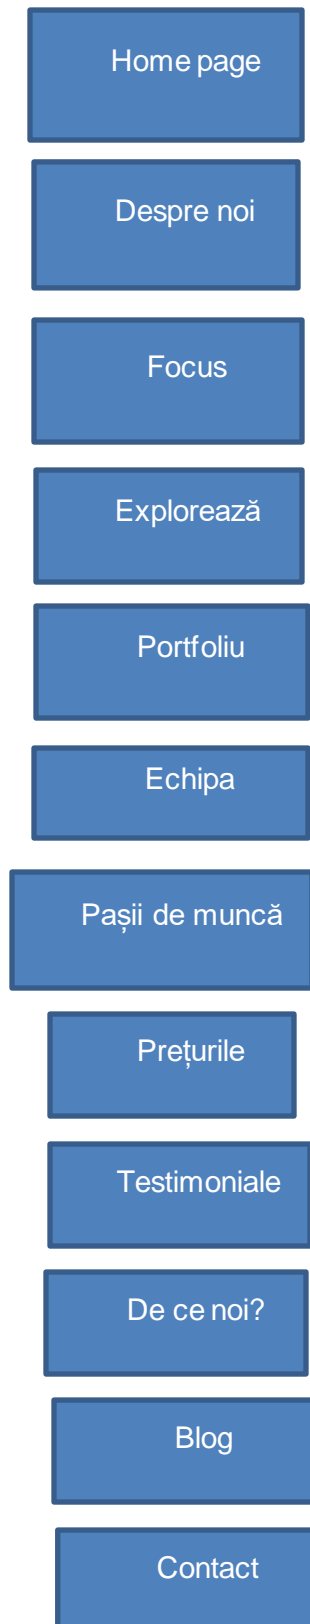 Home page
Despre noi
Focus
Explorează
Portfoliu
Echipa
Pașii de muncă
Prețurile
Testimoniale
De ce noi?
Blog
Contact